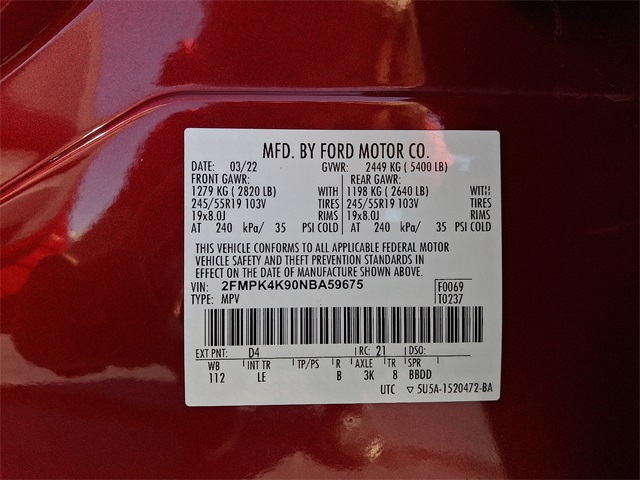 MFD. BY FORD MOTOR CO.
DATE: 03/22 GVWR: 2449 KG ( 5400 LB)
FRONT GAWR: REAR GAWR:
1279 KG ( 2820 LB) WITH 1198 KG ( 2640 LB) WITH
245/55R19 103V TIRES 245/55R19 103V TIRES
19x8.0J RIMS 19x8.0J RIMS
AT 240 kPa/ 35 PSI COLD AT 240 kPa/ 35 PSI COLD
THIS VEHICLE CONFORMS TO ALL APPLICABLE FEDERAL MOTOR
VEHICLE SAFETY AND THEFT PREVENTION STANDARDS IN
EFFECT ON THE DATE OF MANUFACTURE SHOWN ABOVE.
VIN: 2FMPK4K90NBA59675 F0069
TYPE: MPV T0237
EXT PNT: D4 RC: 21 DSO:
WB INT TR TP/PS R AXLE TR SPR
112 LE B 3K 8 BBDD
UTC ▽ 5U5A-1520472-BA